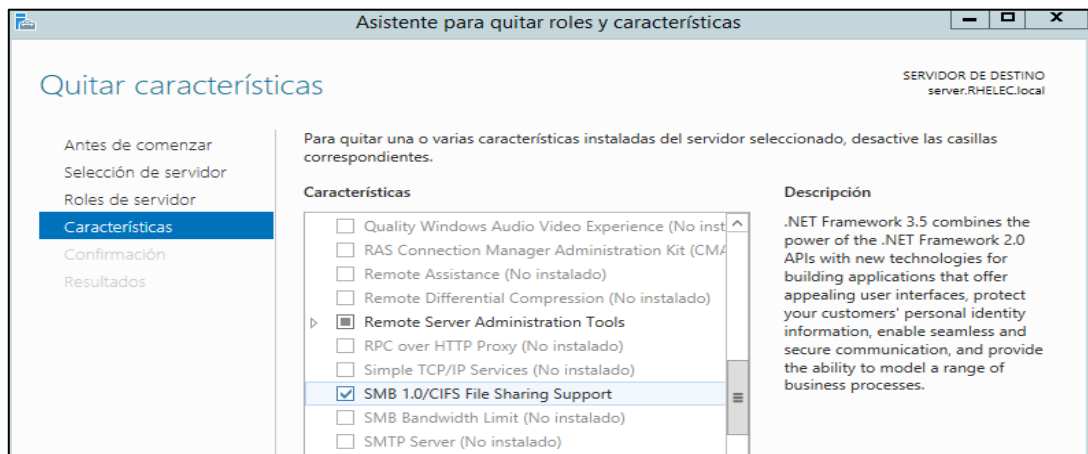 Asistente para quitar roles y características
Quitar características
SERVIDOR DE DESTINO
server.RHELEC.local
Antes de comenzar
Selección de servidor
Roles de servidor
Características
Confirmación
Resultados
Para quitar una o varias características instaladas del servidor seleccionado, desactive las casillas
correspondientes.
Características
Quality Windows Audio Video Experience (No inst
RAS Connection Manager Administration Kit (CMA
Remote Assistance (No instalado)
Remote Differential Compression (No instalado)
Remote Server Administration Tools
RPC over HTTP Proxy (No instalado)
Simple TCP/IP Services (No instalado)
SMB 1.0/CIFS File Sharing Support
SMB Bandwidth Limit (No instalado)
SMTP Server (No instalado)
Descripción
.NET Framework 3.5 combines the
power of the .NET Framework 2.0
APIs with new technologies for
building applications that offer
appealing user interfaces, protect
your customers' personal identity
information, enable seamless and
secure communication, and provide
the ability to model a range of
business processes.